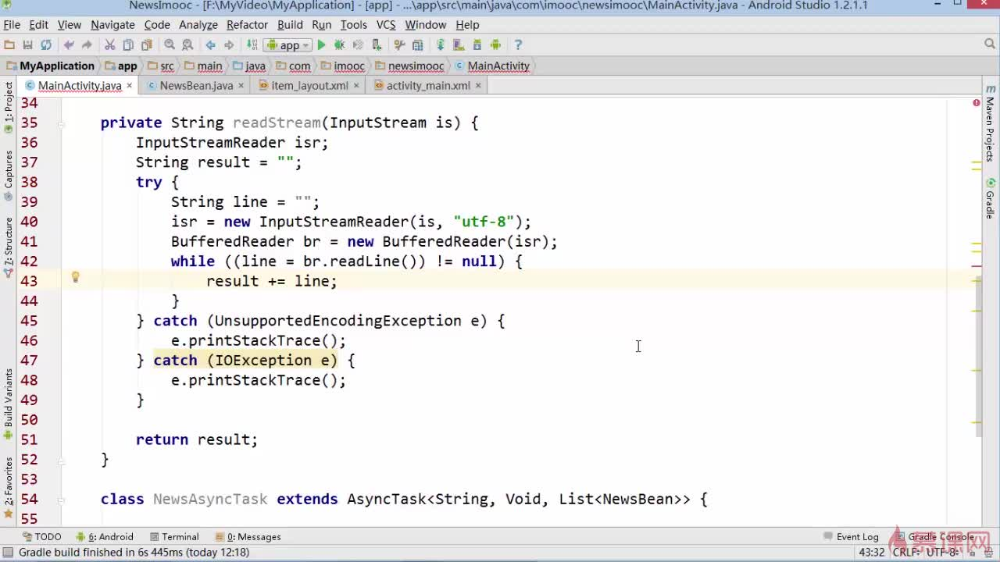 NewsImooc - [F:\MyVideo\MyApplication] - [app] - ...\app\src\main\java\com\imooc\newsimooc\MainActivity.java - Android Studio 1.2.1.1
File Edit View Navigate Code Analyze Refactor Build Run Tools VCS Window Help
app
MyApplication app src main java com imooc newsimooc MainActivity
MainActivity.java NewsBean.java item_layout.xml activity_main.xml
1: Project
Captures
Z: Structure
Build Variants
2: Favorites
Maven Projects
Gradle
34
35 private String readStream(InputStream is) {
36 InputStreamReader isr;
37 String result = "";
38 try {
39 String line = "";
40 isr = new InputStreamReader(is, "utf-8");
41 BufferedReader br = new BufferedReader(isr);
42 while ((line = br.readLine()) != null) {
43 result += line;
44 }
45 } catch (UnsupportedEncodingException e) {
46 e.printStackTrace();
47 } catch (IOException e) {
48 e.printStackTrace();
49 }
50
51 return result;
52 }
53
54 class NewsAsyncTask extends AsyncTask<String, Void, List<NewsBean>> {
55
TODO 6: Android Terminal 0: Messages Event Log Gradle Console
Gradle build finished in 6s 445ms (today 12:18) 43:32 CRLF÷ UTF-8÷
慕课网